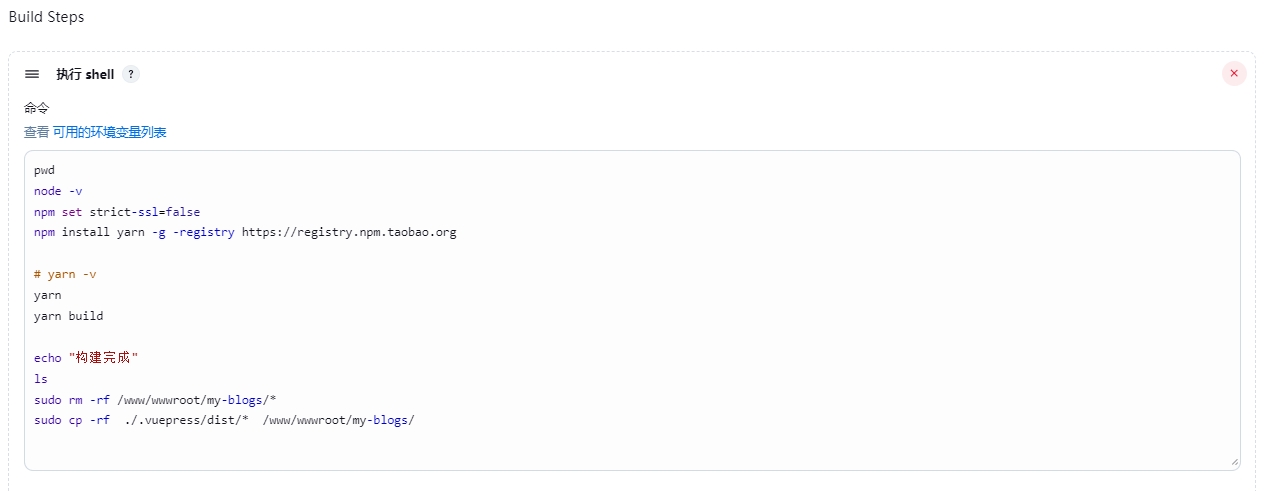 Build Steps
执行 shell ?
命令
查看 可用的环境变量列表
pwd
node -v
npm set strict-ssl=false
npm install yarn -g -registry https://registry.npm.taobao.org
# yarn -v
yarn
yarn build
echo "构建完成"
ls
sudo rm -rf /www/wwwroot/my-blogs/*
sudo cp -rf  ./.vuepress/dist/*  /www/wwwroot/my-blogs/